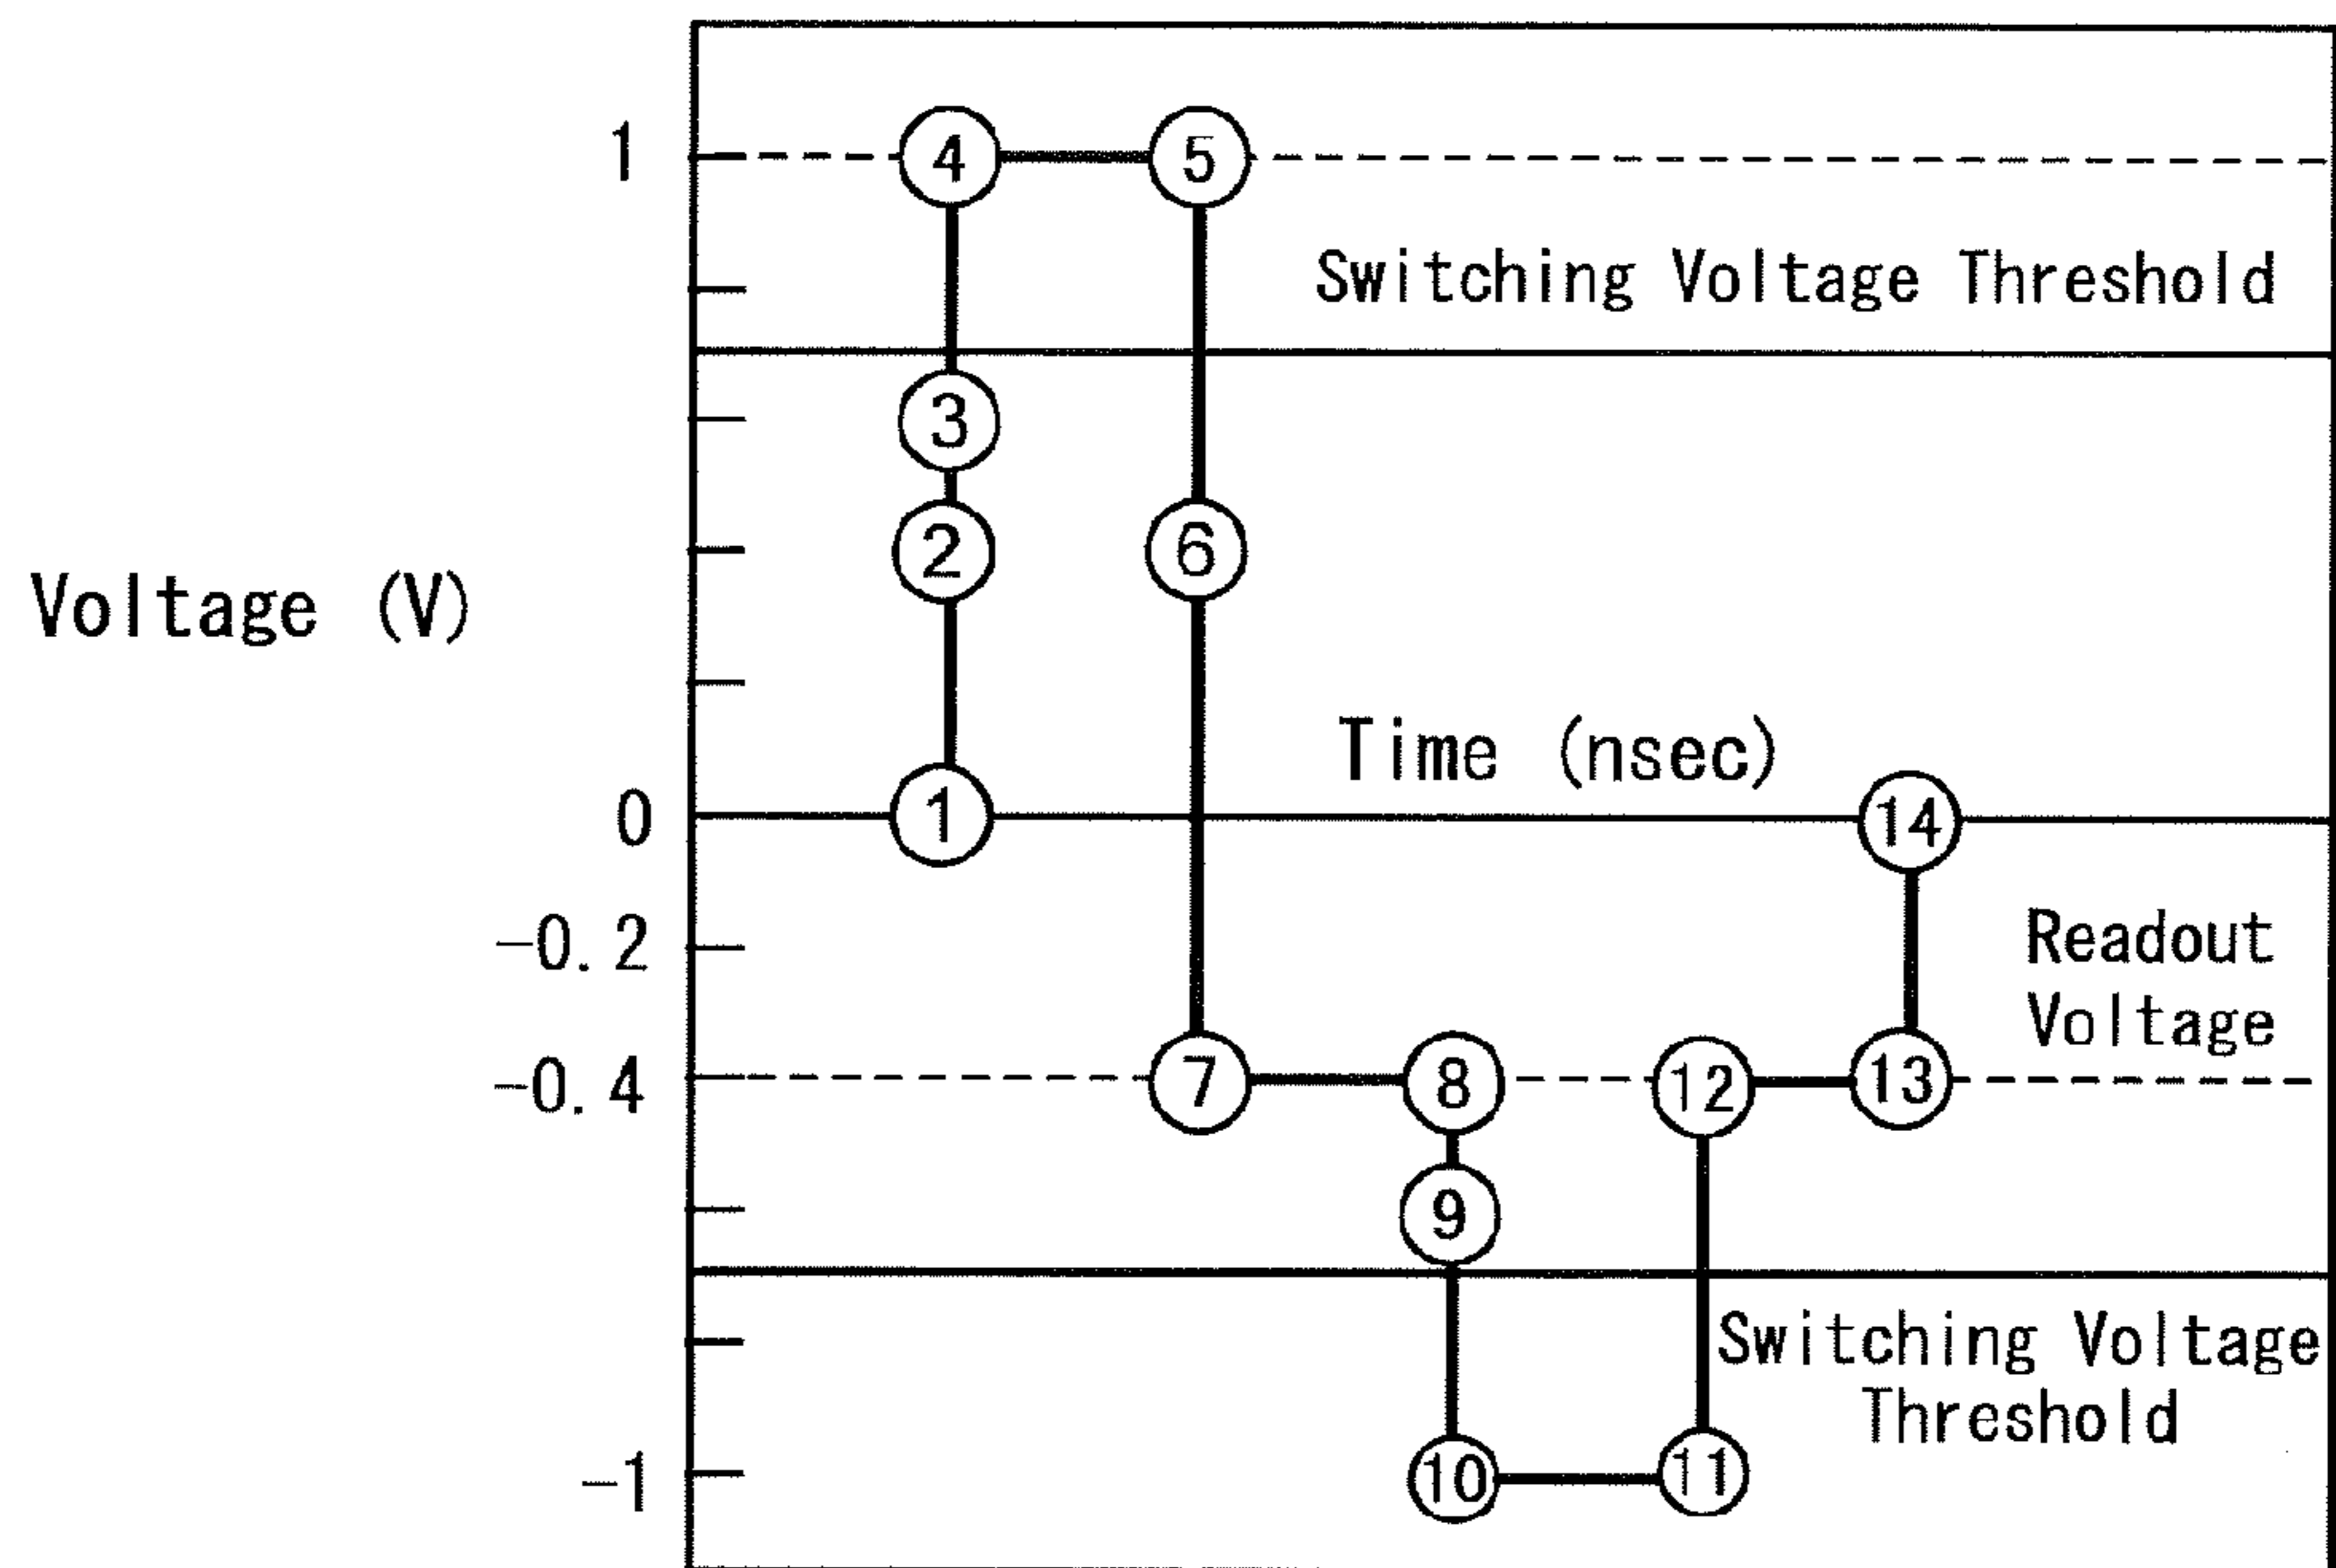 1
4
5
Switching Voltage Threshold
3
2
6
Voltage (V)
Time (nsec)
0
1
14
-0.2
Readout
Voltage
-0.4
7
8
12
13
9
Switching Voltage
Threshold
-1
10
11